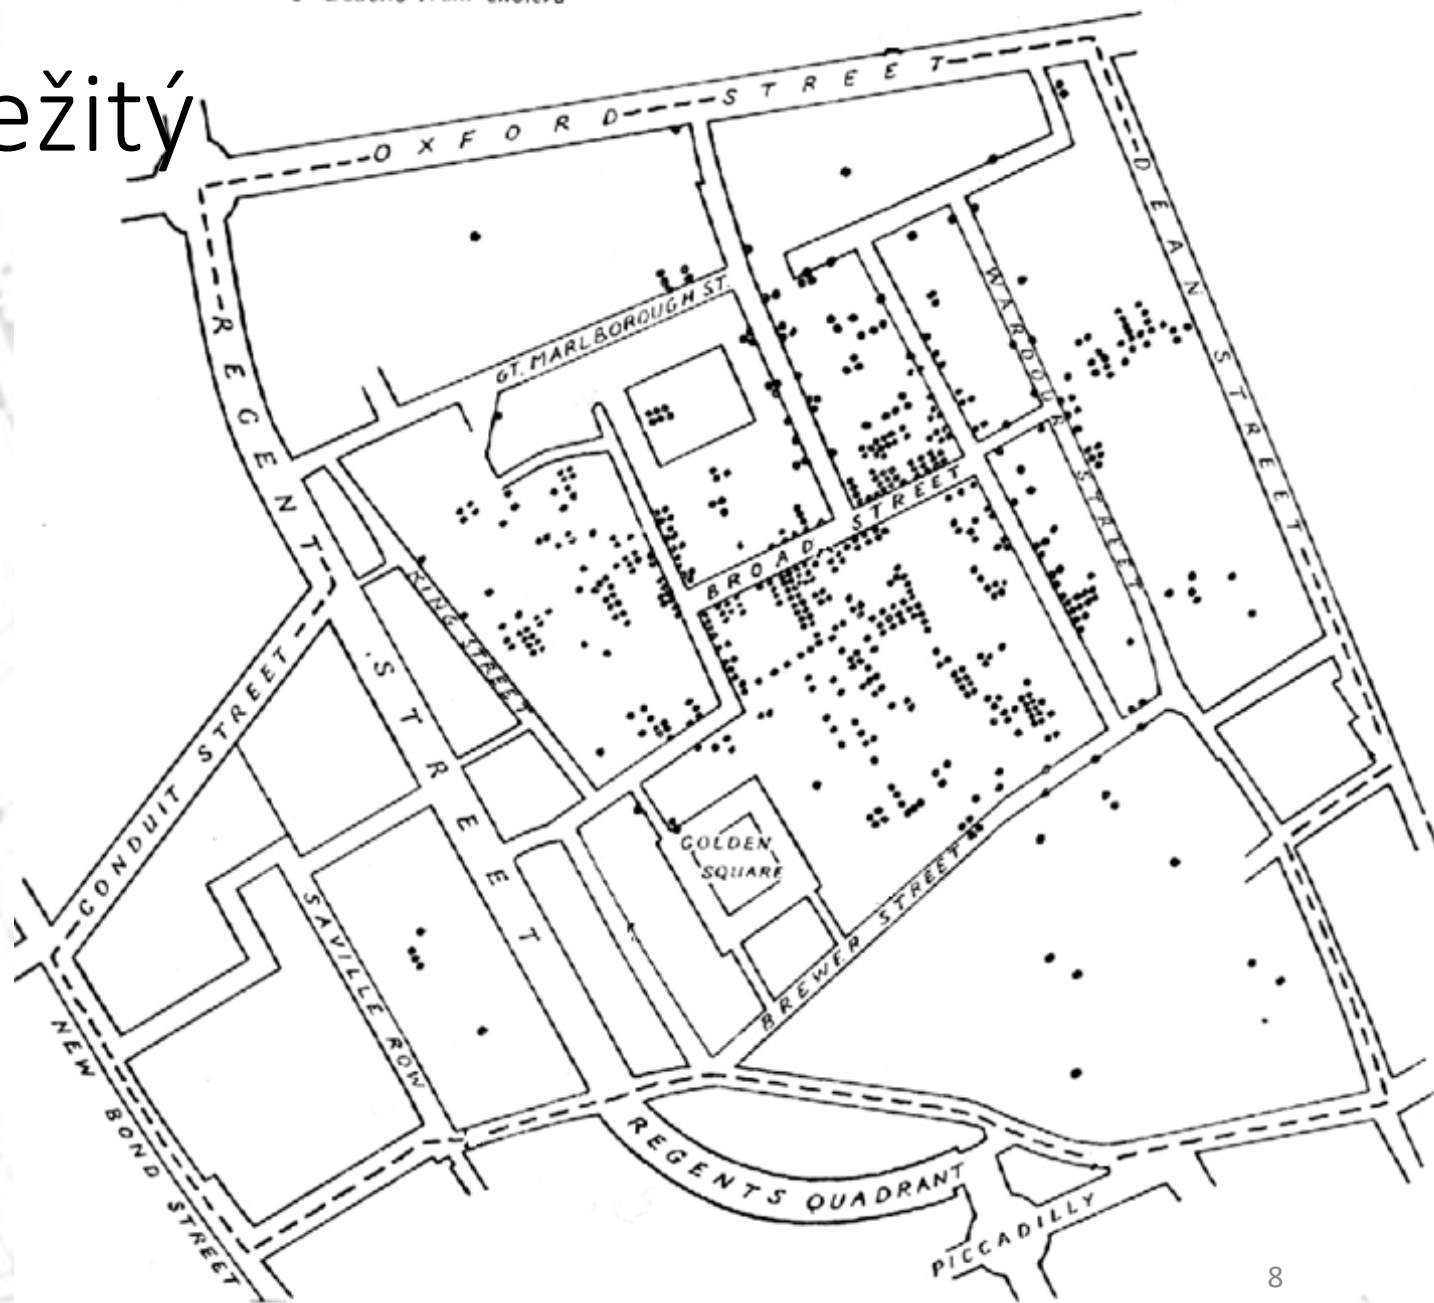 ežitý
OXFORD STREET
DEAN STREET
REGENT STREET
GT. MARLBOROUGH ST.
WARDOUR STREET
BROAD STREET
KING STREET
CONDUIT STREET
GOLDEN
SQUARE
SAVILLE ROW
BREWER STREET
NEW BOND STREET
REGENTS QUADRANT
PICCADILLY
8